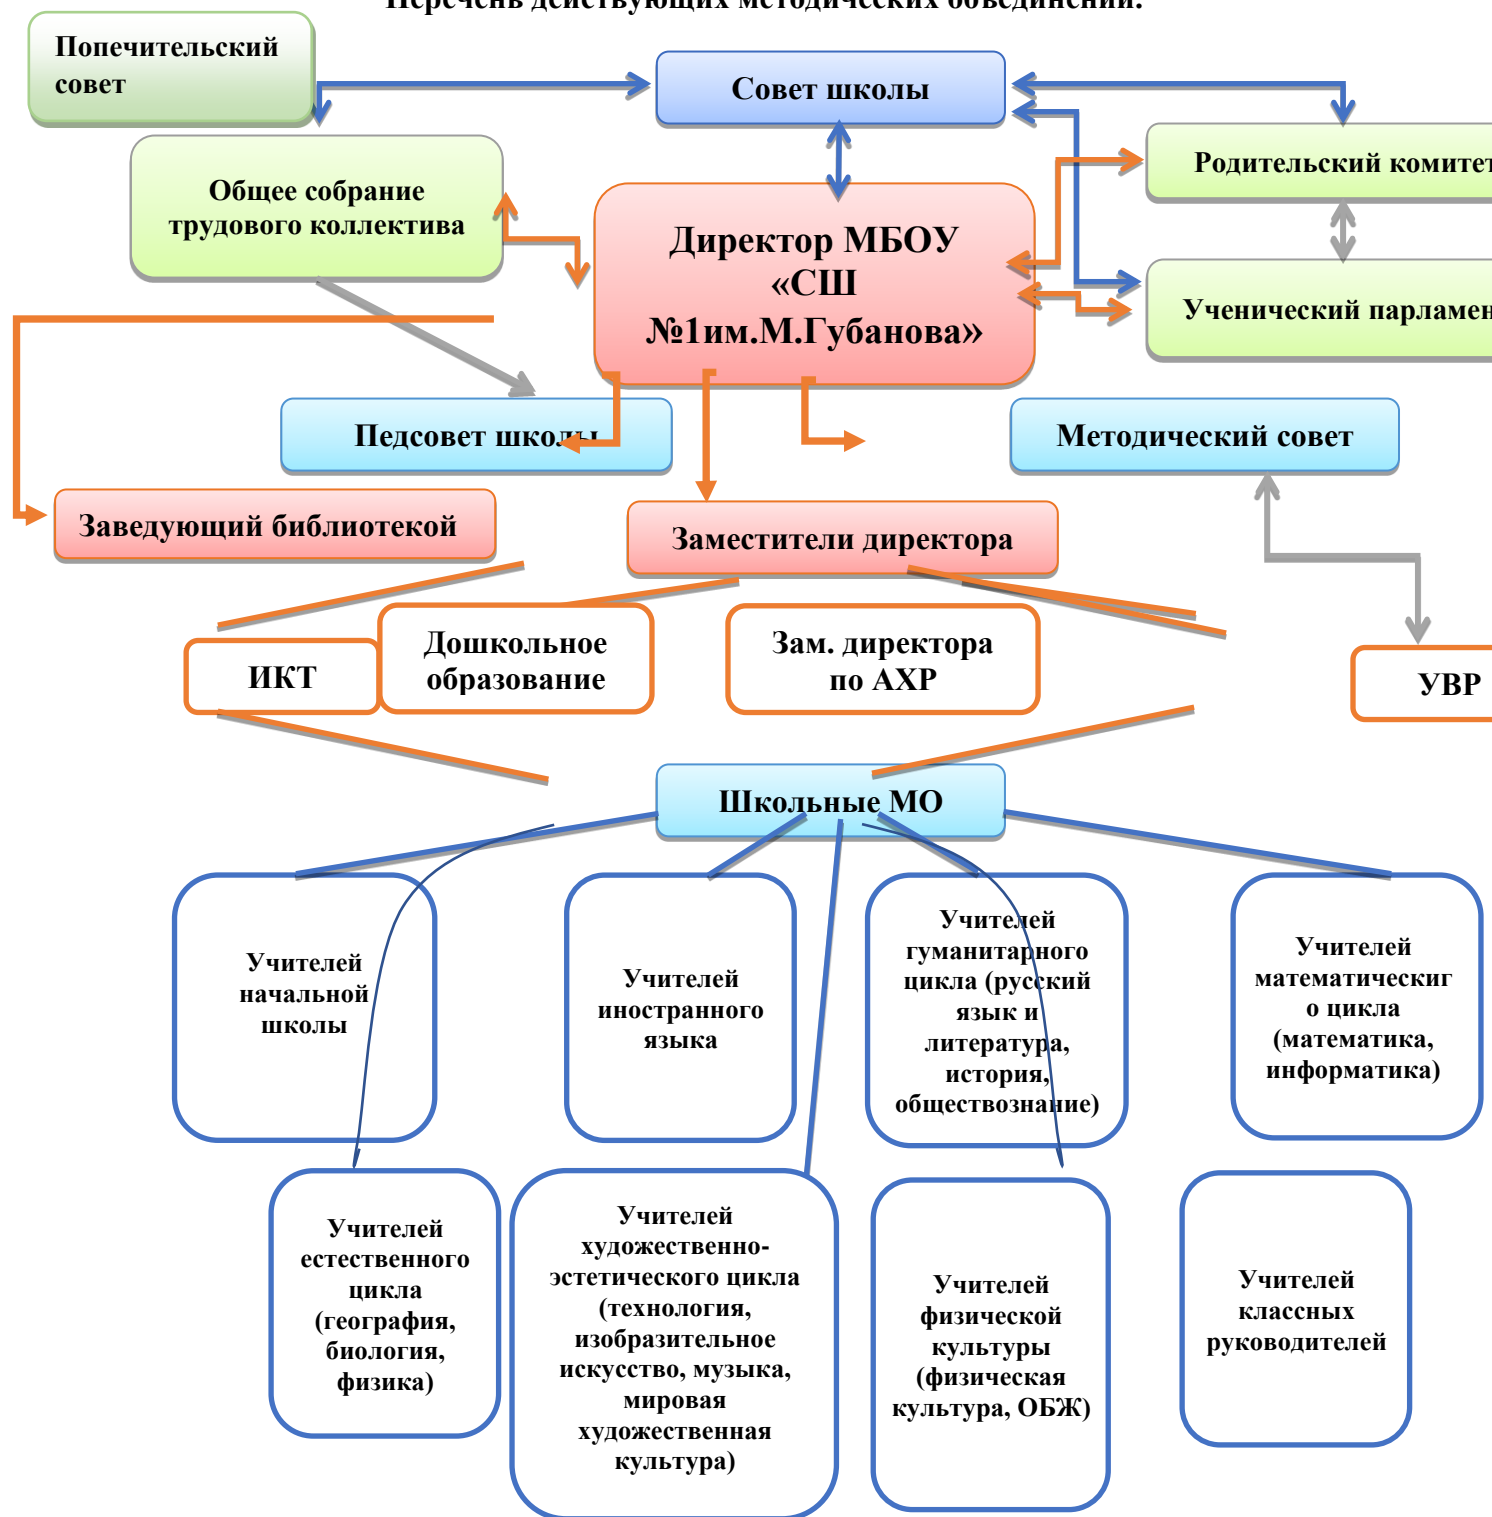 Перечень действующих методических объединений.
Попечительский
совет
Совет школы
Общее собрание
трудового коллектива
Родительский комитет
Директор МБОУ
«СШ
№1им.М.Губанова»
Ученический парламен
Педсовет школы
Методический совет
Заведующий библиотекой
Заместители директора
ИКТ
Дошкольное
образование
Зам. директора
по АХР
УВР
Школьные МО
Учителей
начальной
школы
Учителей
иностранного
языка
Учителей
гуманитарного
цикла (русский
язык и
литература,
история,
обществознание)
Учителей
математическиг
о цикла
(математика,
информатика)
Учителей
естественного
цикла
(география,
биология,
физика)
Учителей
художественно-
эстетического цикла
(технология,
изобразительное
искусство, музыка,
мировая
художественная
культура)
Учителей
физической
культуры
(физическая
культура, ОБЖ)
Учителей
классных
руководителей